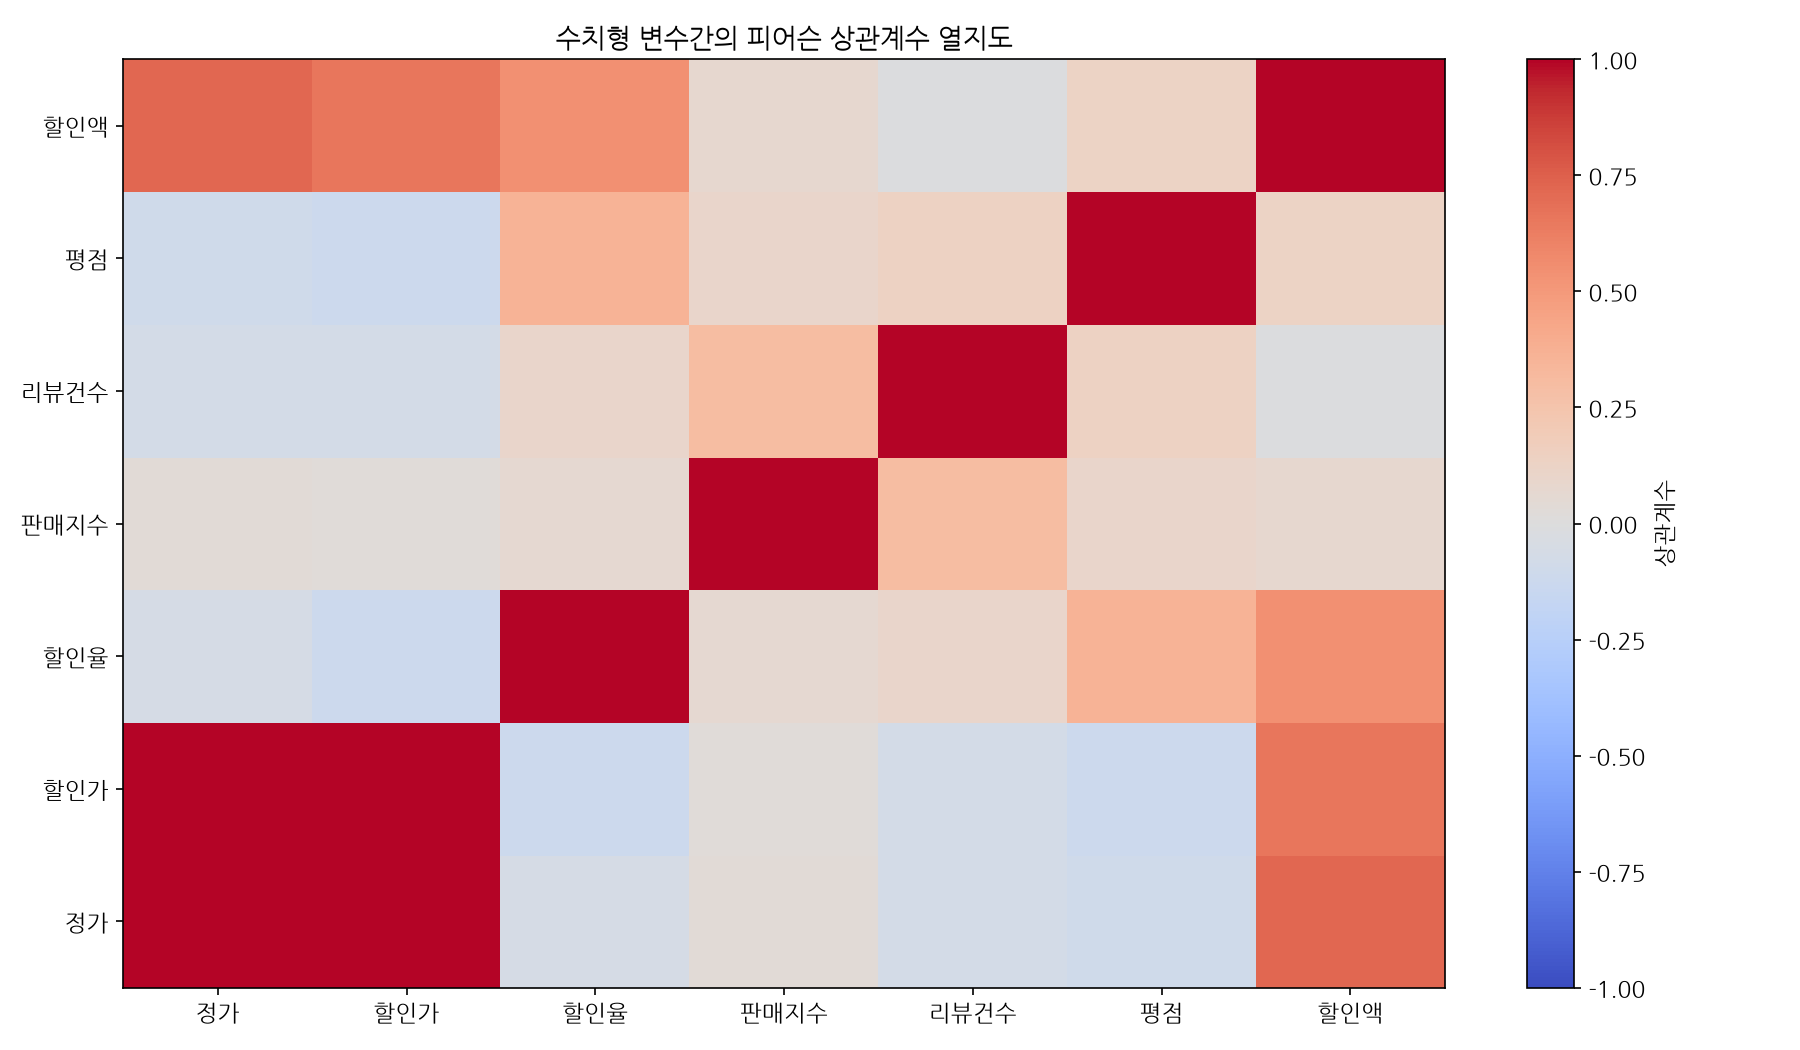 수치형 변수간의 피어슨 상관계수 열지도
할인액
평점
리뷰건수
판매지수
할인율
할인가
정가
정가 할인가 할인율 판매지수 리뷰건수 평점 할인액
1.00
0.75
0.50
0.25
0.00
-0.25
-0.50
-0.75
-1.00
상관계수